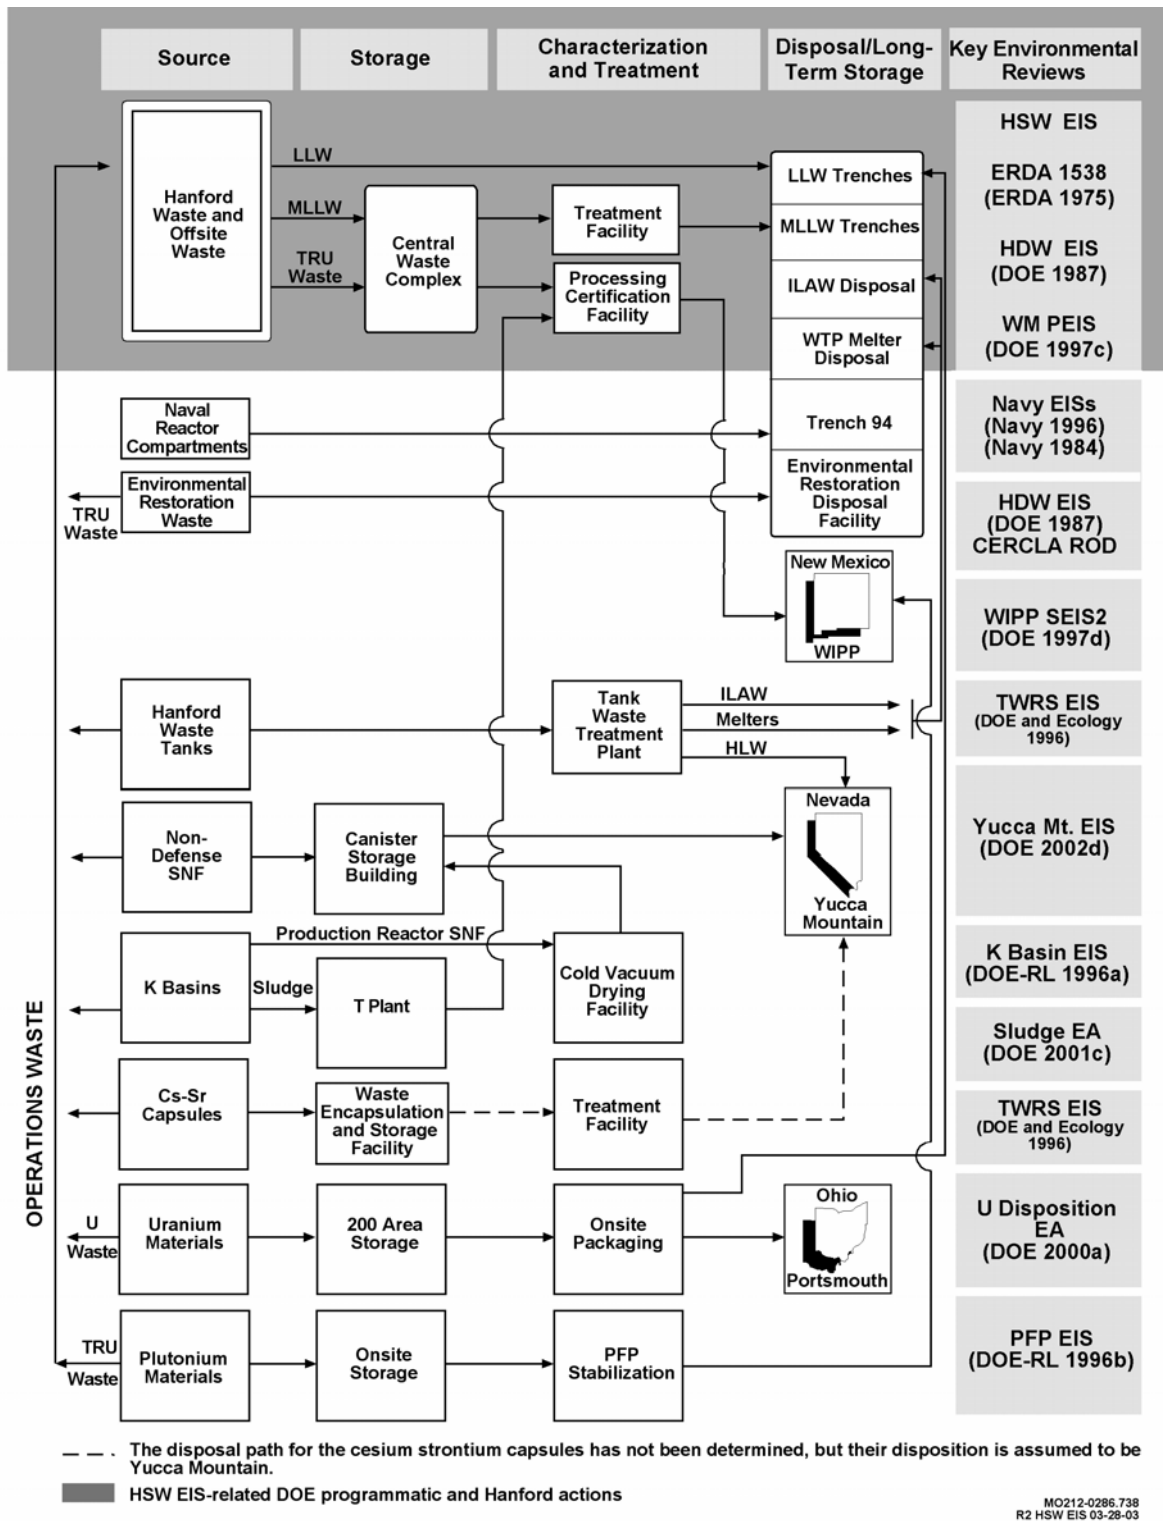 Source
Storage
Characterization
and Treatment
Disposal/Long-
Term Storage
Key Environmental
Reviews
Hanford
Waste and
Offsite
Waste
LLW
MLLW
TRU
Waste
Central
Waste
Complex
Treatment
Facility
Processing
Certification
Facility
LLW Trenches
MLLW Trenches
ILAW Disposal
WTP Melter
Disposal
Trench 94
Environmental
Restoration
Disposal
Facility
HSW EIS
ERDA 1538
(ERDA 1975)
HDW EIS
(DOE 1987)
WM PEIS
(DOE 1997c)
Naval
Reactor
Compartments
Navy EISs
(Navy 1996)
(Navy 1984)
TRU
Waste
Environmental
Restoration
Waste
HDW EIS
(DOE 1987)
CERCLA ROD
New Mexico
WIPP
WIPP SEIS2
(DOE 1997d)
Hanford
Waste
Tanks
Tank
Waste
Treatment
Plant
ILAW
Melters
HLW
TWRS EIS
(DOE and Ecology
1996)
Non-
Defense
SNF
Canister
Storage
Building
Nevada
Yucca
Mountain
Yucca Mt. EIS
(DOE 2002d)
K Basins
Production Reactor SNF
Sludge
T Plant
Cold Vacuum
Drying
Facility
K Basin EIS
(DOE-RL 1996a)
Sludge EA
(DOE 2001c)
Cs-Sr
Capsules
Waste
Encapsulation
and Storage
Facility
Treatment
Facility
TWRS EIS
(DOE and Ecology
1996)
OPERATIONS WASTE
U
Waste
Uranium
Materials
200 Area
Storage
Onsite
Packaging
Ohio
Portsmouth
U Disposition
EA
(DOE 2000a)
TRU
Waste
Plutonium
Materials
Onsite
Storage
PFP
Stabilization
PFP EIS
(DOE-RL 1996b)
The disposal path for the cesium strontium capsules has not been determined, but their disposition is assumed to be
Yucca Mountain.
HSW EIS-related DOE programmatic and Hanford actions
MO212-0286.738
R2 HSW EIS 03-28-03